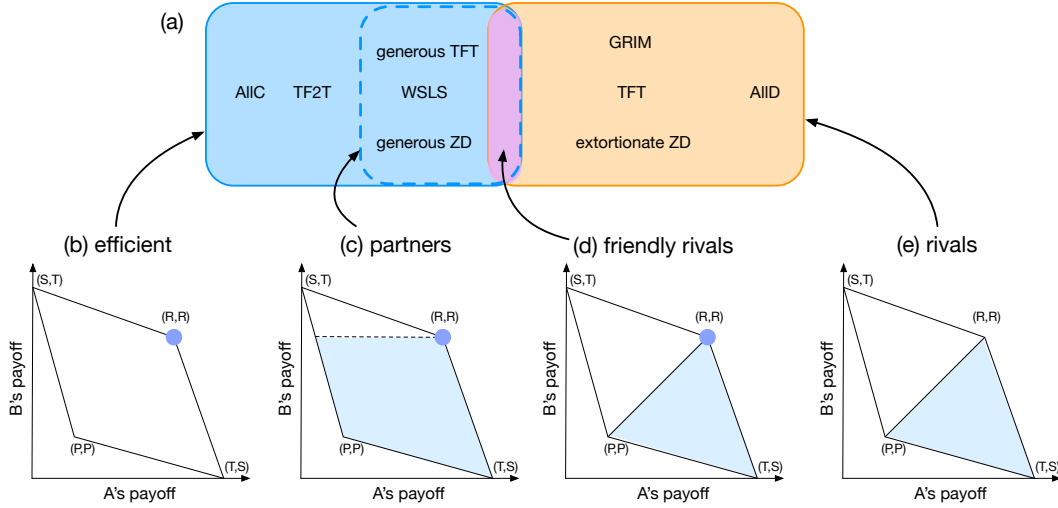 (a)
generous TFT
GRIM
AllC TF2T WSLS TFT AllD
generous ZD
extortionate ZD
(b) efficient
(c) partners
(d) friendly rivals
(e) rivals
(S,T)
(R,R)
(P,P)
(T,S)
B's payoff
A's payoff
(S,T)
(R,R)
(P,P)
(T,S)
B's payoff
A's payoff
(S,T)
(R,R)
(P,P)
(T,S)
B's payoff
A's payoff
(S,T)
(R,R)
(P,P)
(T,S)
B's payoff
A's payoff